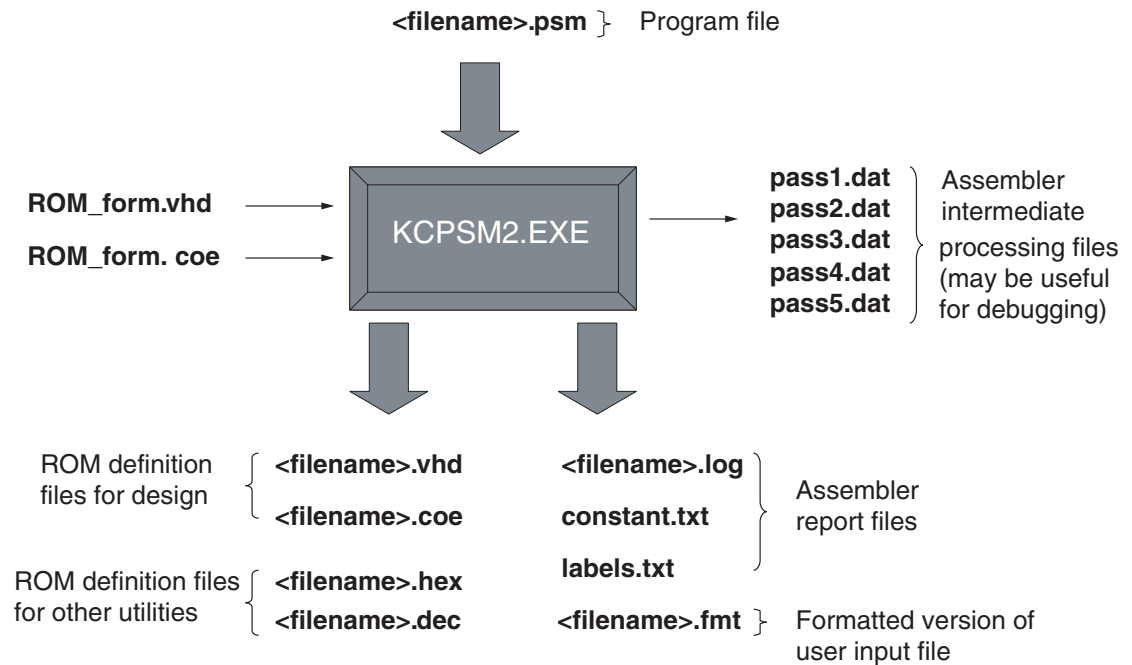 <filename>.psm } Program file
ROM_form.vhd
ROM_form. coe
KCPSM2.EXE
pass1.dat
pass2.dat
pass3.dat
pass4.dat
pass5.dat
Assembler
intermediate
processing files
(may be useful
for debugging)
ROM definition
files for design
<filename>.vhd
<filename>.coe
ROM definition files
for other utilities
<filename>.hex
<filename>.dec
<filename>.log
constant.txt
labels.txt
Assembler
report files
<filename>.fmt } Formatted version of
user input file